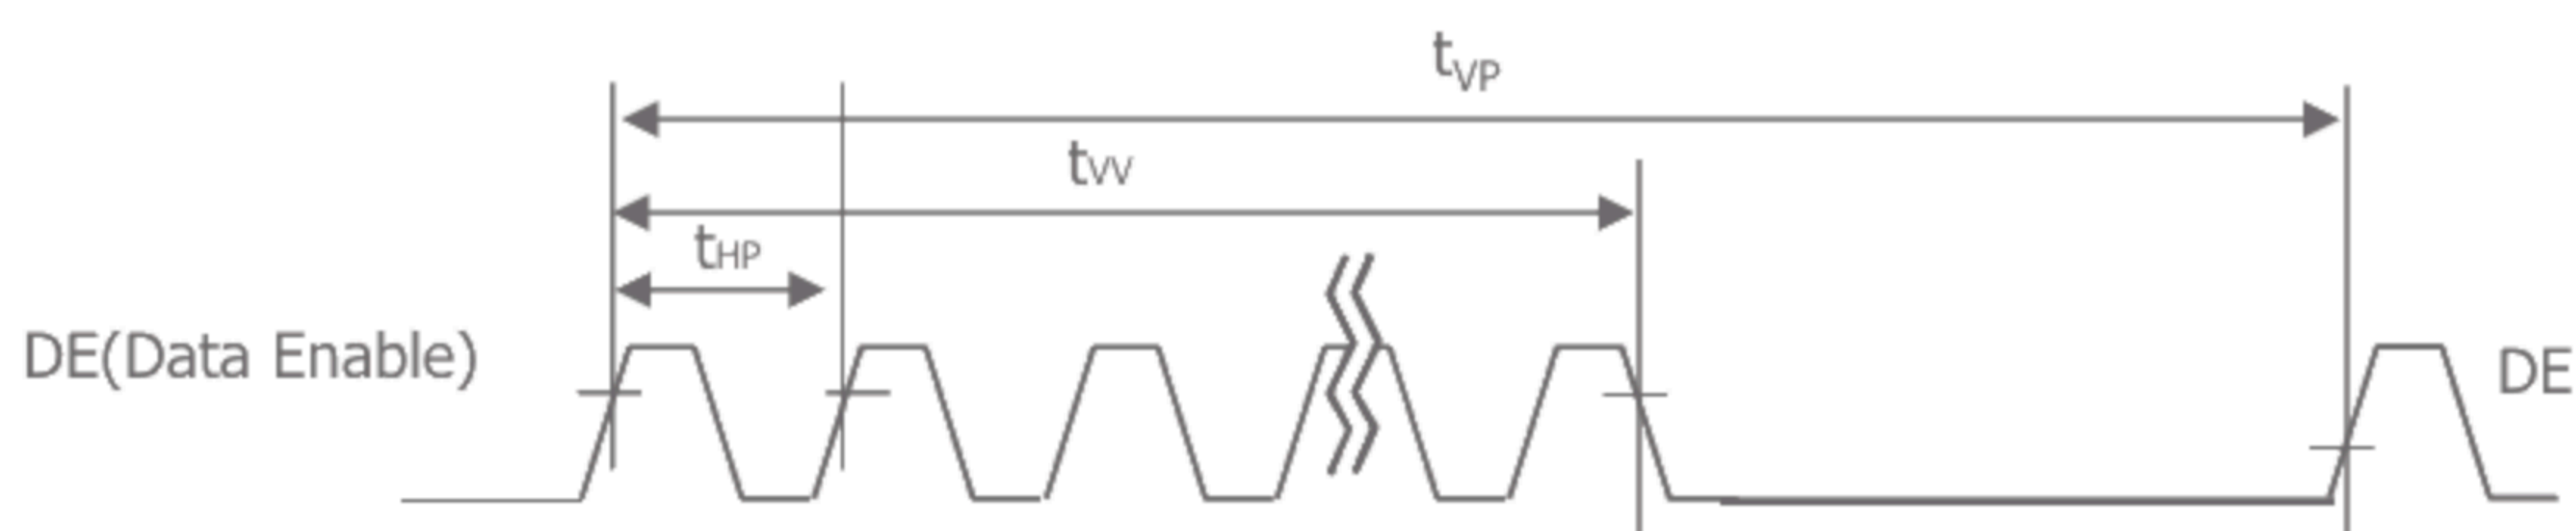 tVP
tVV
tHP
DE(Data Enable)
DE